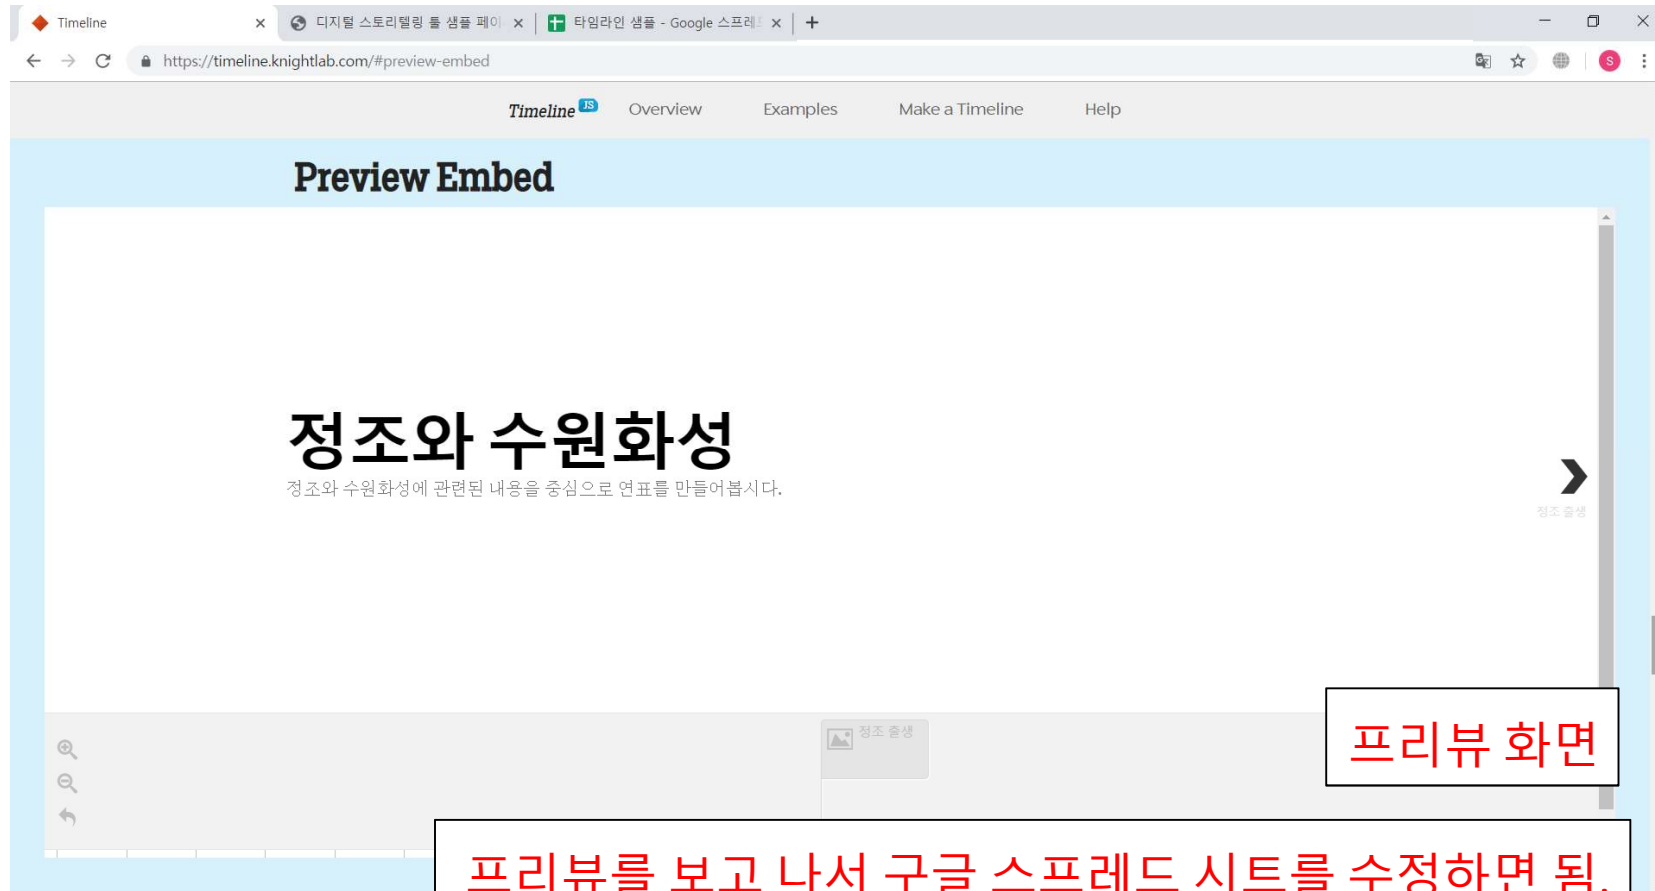 Timeline
디지털 스토리텔링 툴 샘플 페이
타임라인 샘플 - Google 스프레드
https://timeline.knightlab.com/#preview-embed
S
Timeline JS
Overview
Examples
Make a Timeline
Help
Preview Embed
정조와 수원화성
정조와 수원화성에 관련된 내용을 중심으로 연표를 만들어봅시다.
정조 출생
정조 출생
프리뷰 화면
프리뷰를 보고 나서 구글 스프레드 시트를 수정하면 됨.